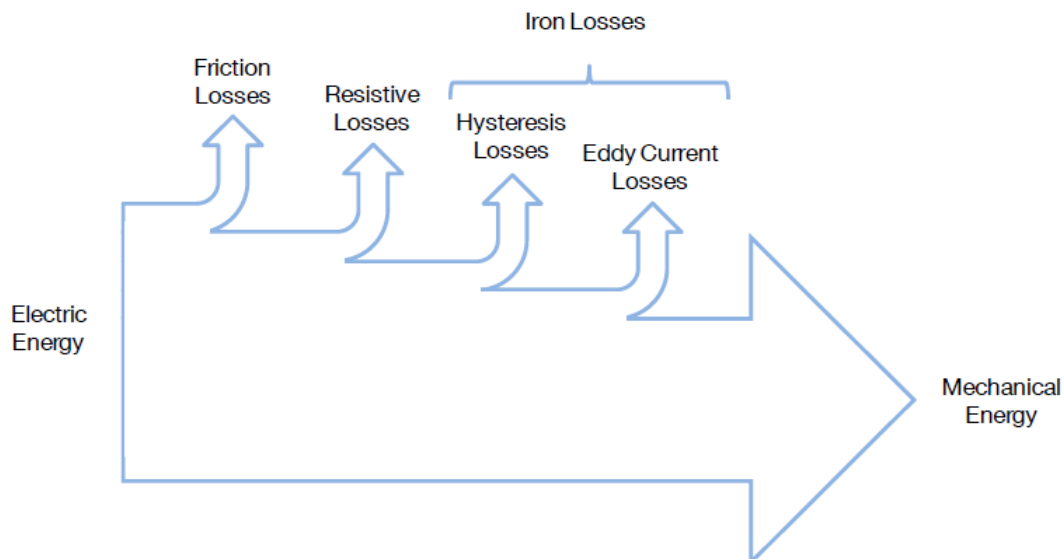 Iron Losses
Friction
Losses
Resistive
Losses
Hysteresis
Losses
Eddy Current
Losses
Electric
Energy
Mechanical
Energy